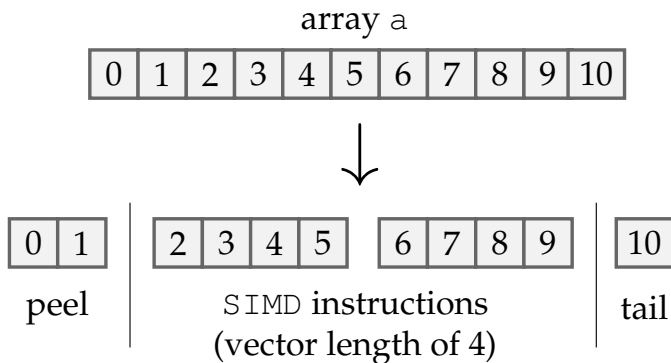 array a
0 1 2 3 4 5 6 7 8 9 10
0 1 2 3 4 5 6 7 8 9 10
peel SIMD instructions tail
(vector length of 4)